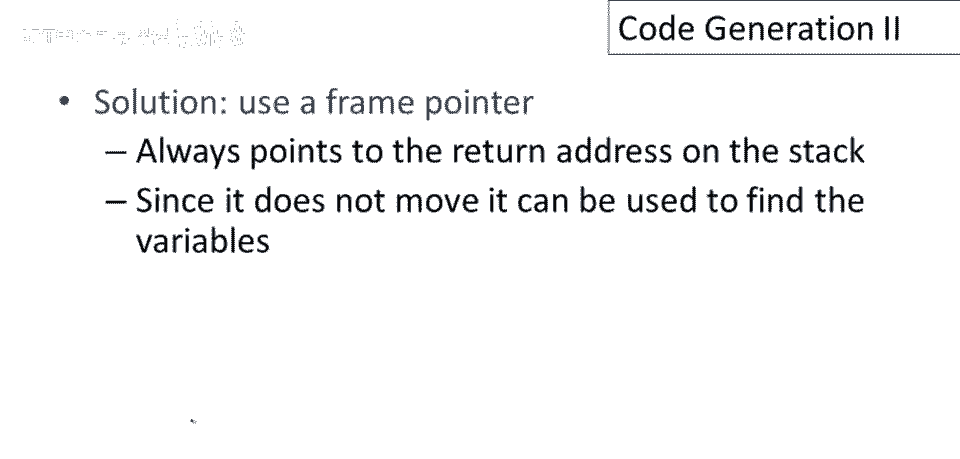 Code Generation II
• Solution: use a frame pointer
– Always points to the return address on the stack
– Since it does not move it can be used to find the
variables